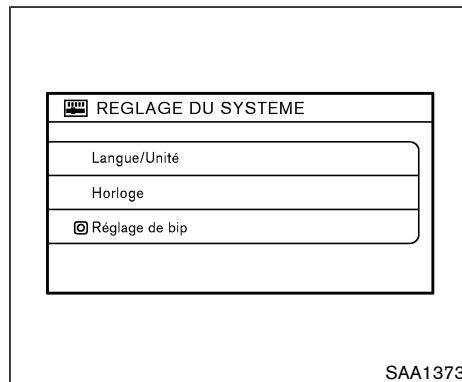 REGLAGE DU SYSTEME
Langue/Unité
Horloge
Réglage de bip
SAA1373